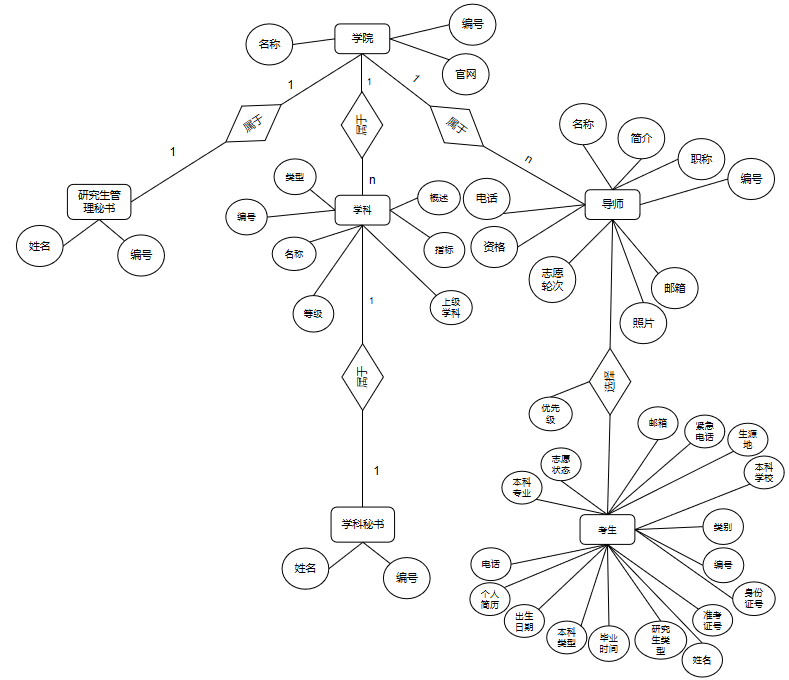 名称
学院
编号
官网
1
1
1
属于
属于
属于
1
n
n
研究生管
理秘书
姓名
编号
类型
编号
名称
等级
学科
概述
指标
上级
学科
1
属于
1
学科秘书
姓名
编号
名称
简介
职称
编号
电话
导师
资格
志愿
轮次
邮箱
照片
选择
优先
级
邮箱
紧急
电话
生源
地
本科
学校
志愿
状态
本科
专业
考生
类别
编号
身份
证号
电话
个人
简历
出生
日期
本科
类型
毕业
时间
研究
生类
型
准考
证号
姓名